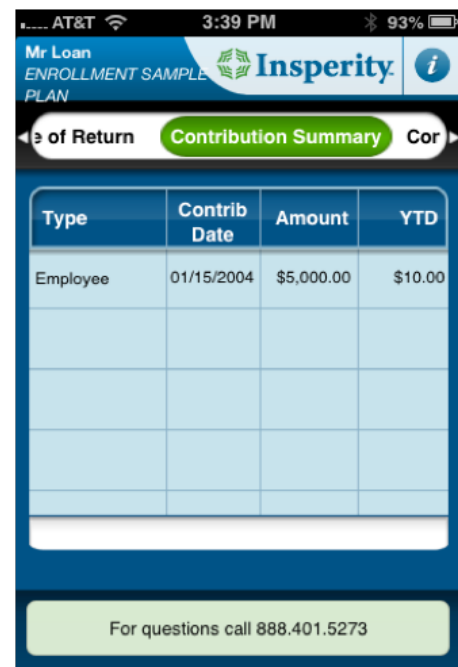 AT&T 3:39 PM 93%
Mr Loan
ENROLLMENT SAMPLE
PLAN
Insperity.
i
e of Return Contribution Summary Cor
Type Contrib Date Amount YTD
Employee 01/15/2004 $5,000.00 $10.00
For questions call 888.401.5273